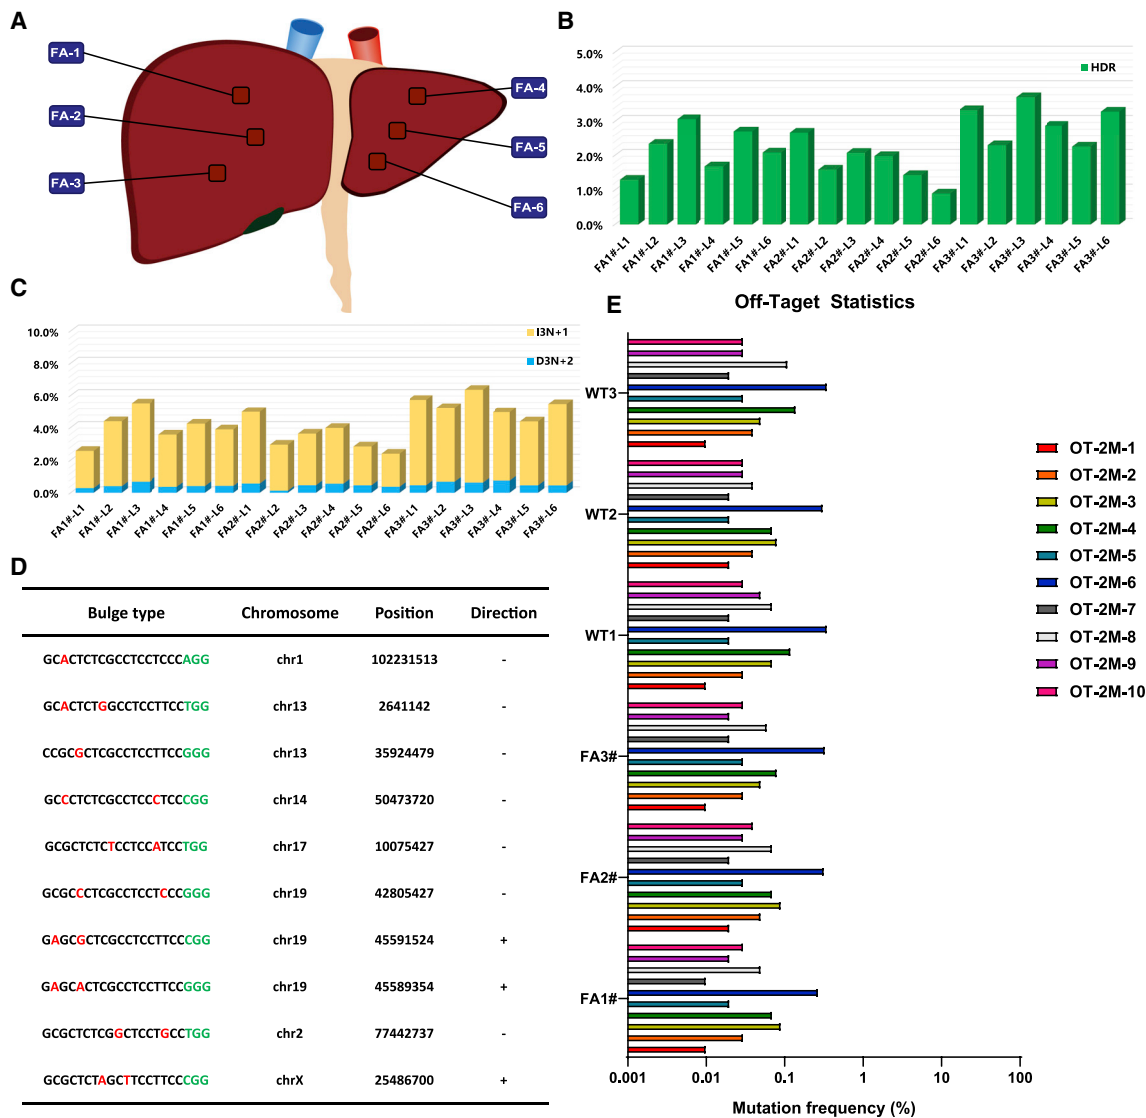 A
FA-1
FA-2
FA-3
FA-4
FA-5
FA-6
B
5.0%
4.0%
3.0%
2.0%
1.0%
0.0%
HDR
FA1#-L1
FA1#-L2
FA1#-L3
FA1#-L4
FA1#-L5
FA1#-L6
FA2#-L1
FA2#-L2
FA2#-L3
FA2#-L4
FA2#-L5
FA2#-L6
FA3#-L1
FA3#-L2
FA3#-L3
FA3#-L4
FA3#-L5
FA3#-L6
C
10.0%
8.0%
6.0%
4.0%
2.0%
0.0%
I3N+1
D3N+2
FA1#-L1
FA1#-L2
FA1#-L3
FA1#-L4
FA1#-L5
FA1#-L6
FA2#-L1
FA2#-L2
FA2#-L3
FA2#-L4
FA2#-L5
FA2#-L6
FA3#-L1
FA3#-L2
FA3#-L3
FA3#-L4
FA3#-L5
FA3#-L6
D
Bulge type Chromosome Position Direction
GCACTCTCGCCTCCTCCCAGG chr1 102231513 -
GCACTCTGGCCTCCTTCCTGG chr13 2641142 -
CCGCGCTCGCCTCCTTCCGGG chr13 35924479 -
GCCCTCTCGCCTCCCTCCCGG chr14 50473720 -
GCGCTCTCTCCTCCATCCTGG chr17 10075427 -
GCGCCCTCGCCTCCTCCCGGG chr19 42805427 -
GAGCGCTCGCCTCCTTCCCGG chr19 45591524 +
GAGCACTCGCCTCCTTCCGGG chr19 45589354 +
GCGCTCTCGGCTCCTGCCTGG chr2 77442737 -
GCGCTCTAGCTTCCTTCCCGG chrX 25486700 +
E
Off-Taget Statistics
WT3
WT2
WT1
FA3#
FA2#
FA1#
0.001 0.01 0.1 1 10 100
Mutation frequency (%)
OT-2M-1
OT-2M-2
OT-2M-3
OT-2M-4
OT-2M-5
OT-2M-6
OT-2M-7
OT-2M-8
OT-2M-9
OT-2M-10